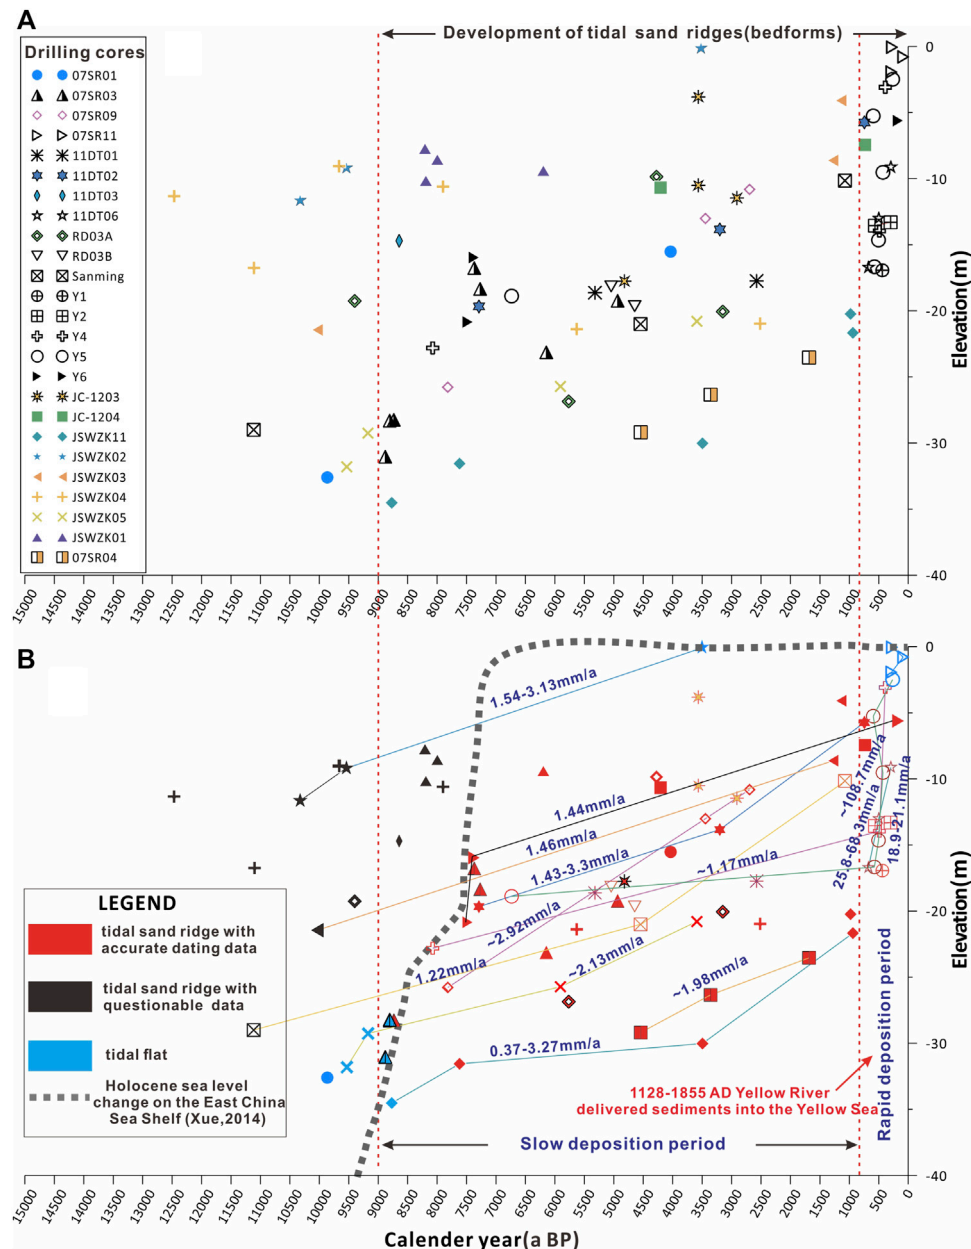 A
Development of tidal sand ridges(bedforms)
Drilling cores
07SR01
07SR03
07SR09
07SR11
11DT01
11DT02
11DT03
11DT06
RD03A
RD03B
Sanming
Y1
Y2
Y4
Y5
Y6
JC-1203
JC-1204
JSWZK11
JSWZK02
JSWZK03
JSWZK04
JSWZK05
JSWZK01
07SR04
0
-10
-20
-30
-40
Elevation(m)
15000 14500 14000 13500 13000 12500 12000 11500 11000 10500 10000 9500 9000 8500 8000 7500 7000 6500 6000 5500 5000 4500 4000 3500 3000 2500 2000 1500 1000 500 0
B
1.54-3.13mm/a
1.44mm/a
1.46mm/a
1.43-3.3mm/a
~1.17mm/a
~2.92mm/a
1.22mm/a
~2.13mm/a
~1.98mm/a
0.37-3.27mm/a
~108.7mm/a
25.8-68.3mm/a
18.9-21.1mm/a
LEGEND
tidal sand ridge with
accurate dating data
tidal sand ridge with
questionable data
tidal flat
Holocene sea level
change on the East China
Sea Shelf (Xue,2014)
1128-1855 AD Yellow River
delivered sediments into the Yellow Sea
Slow deposition period
Rapid deposition period
0
-10
-20
-30
-40
Elevation(m)
15000 14500 14000 13500 13000 12500 12000 11500 11000 10500 10000 9500 9000 8500 8000 7500 7000 6500 6000 5500 5000 4500 4000 3500 3000 2500 2000 1500 1000 500 0
Calender year(a BP)